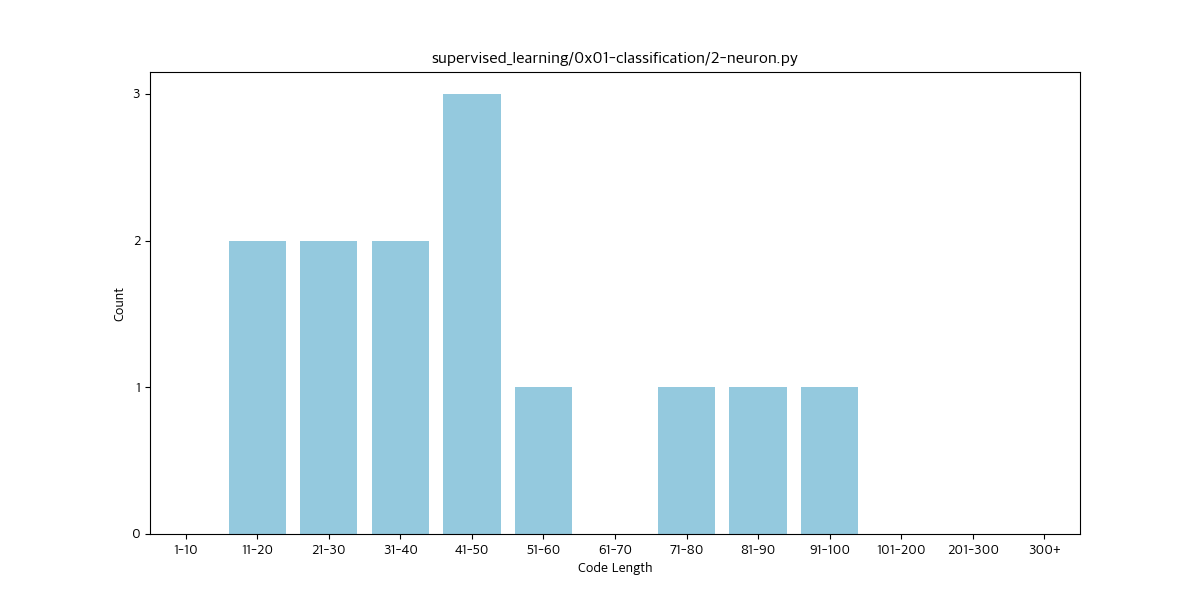 supervised_learning/0x01-classification/2-neuron.py
3
2
1
0
Count
1-10 11-20 21-30 31-40 41-50 51-60 61-70 71-80 81-90 91-100 101-200 201-300 300+
Code Length